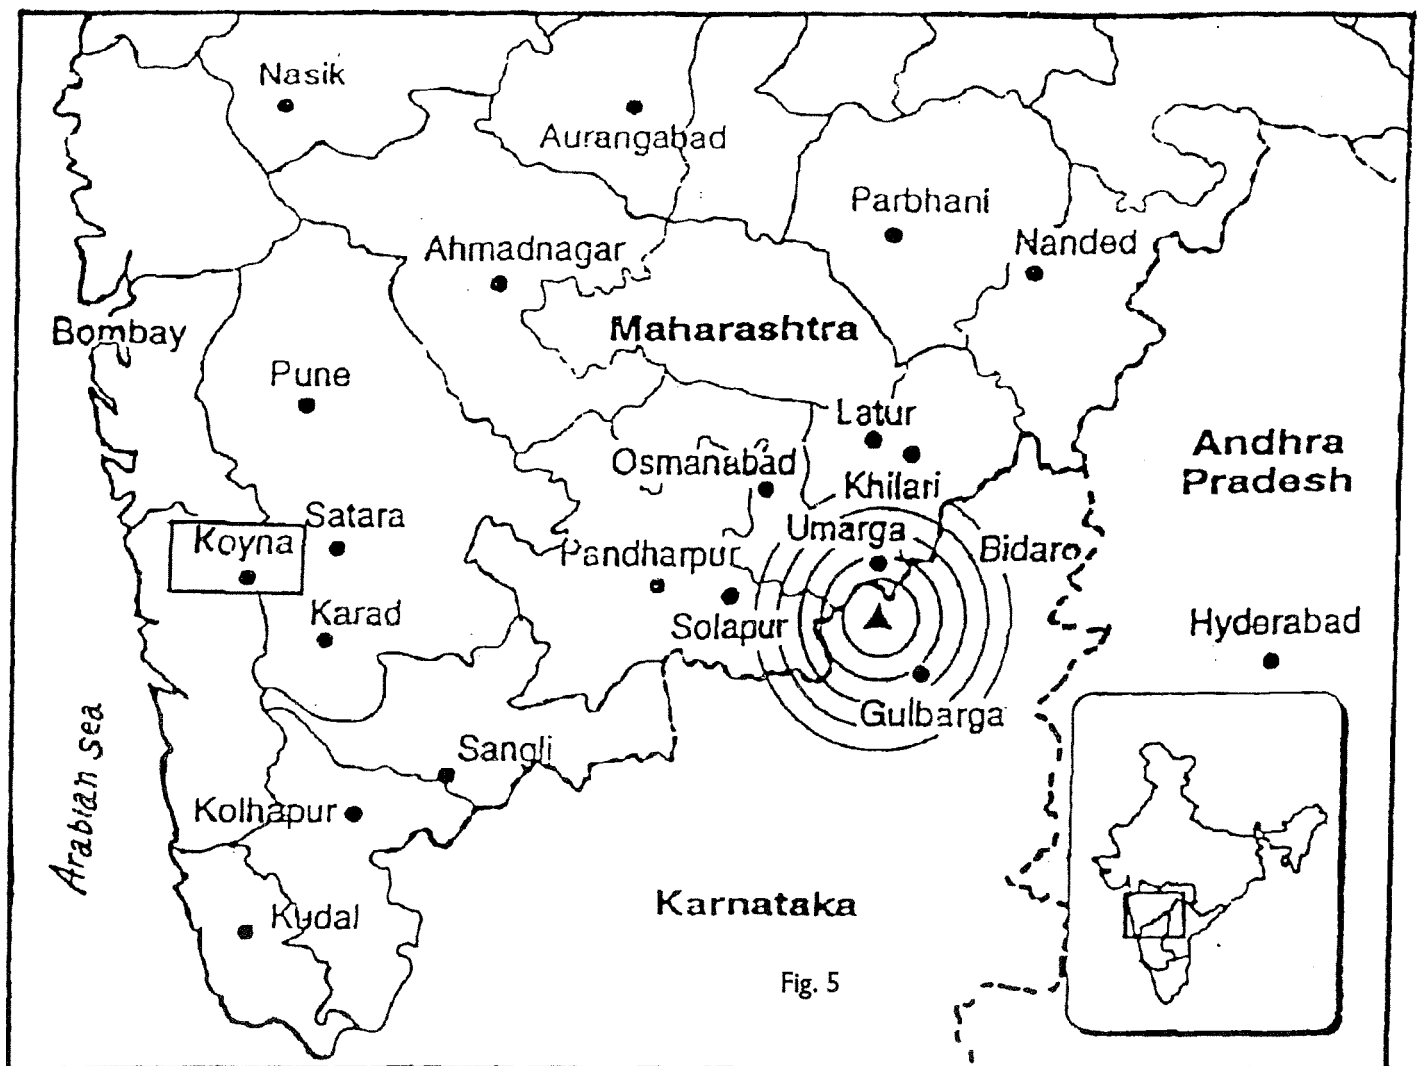 Nasik
Aurangabad
Parbhani
Ahmadnagar
Nanded
Bombay
Maharashtra
Pune
Latur
Andhra
Pradesh
Osmanabad
Khilari
Satara
Umarga
Koyna
Pandharpur
Bidar
Karad
Solapur
Hyderabad
Gulbarga
Sangli
Arabian sea
Kolhapur
Karnataka
Kudal
Fig. 5